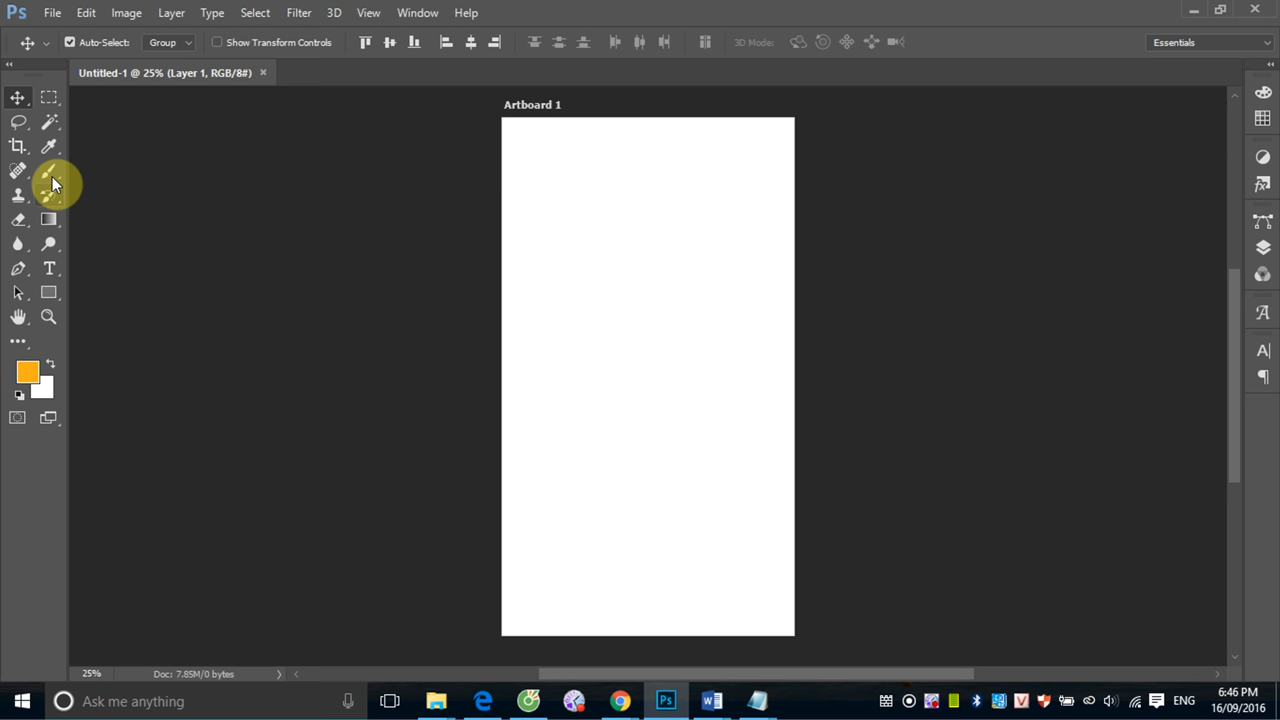 Ps File Edit Image Layer Type Select Filter 3D View Window Help
Auto-Select: Group Show Transform Controls 3D Mode: Essentials
Untitled-1 @ 25% (Layer 1, RGB/8#) ×
Artboard 1
25% Doc: 7.85M/0 bytes
Ask me anything Ps ENG 6:46 PM
16/09/2016